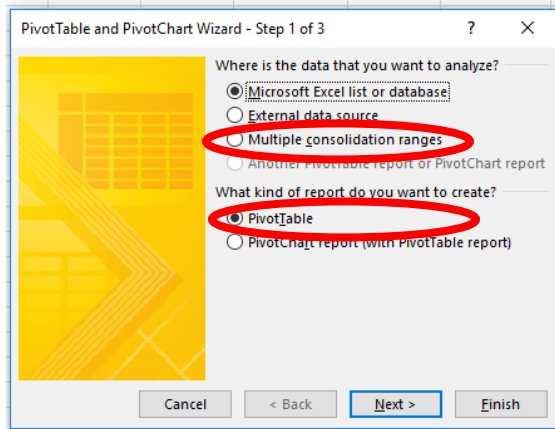 PivotTable and PivotChart Wizard - Step 1 of 3 ? ×
Where is the data that you want to analyze?
Microsoft Excel list or database
External data source
Multiple consolidation ranges
Another PivotTable report or PivotChart report
What kind of report do you want to create?
PivotTable
PivotChart report (with PivotTable report)
Cancel < Back Next > Finish